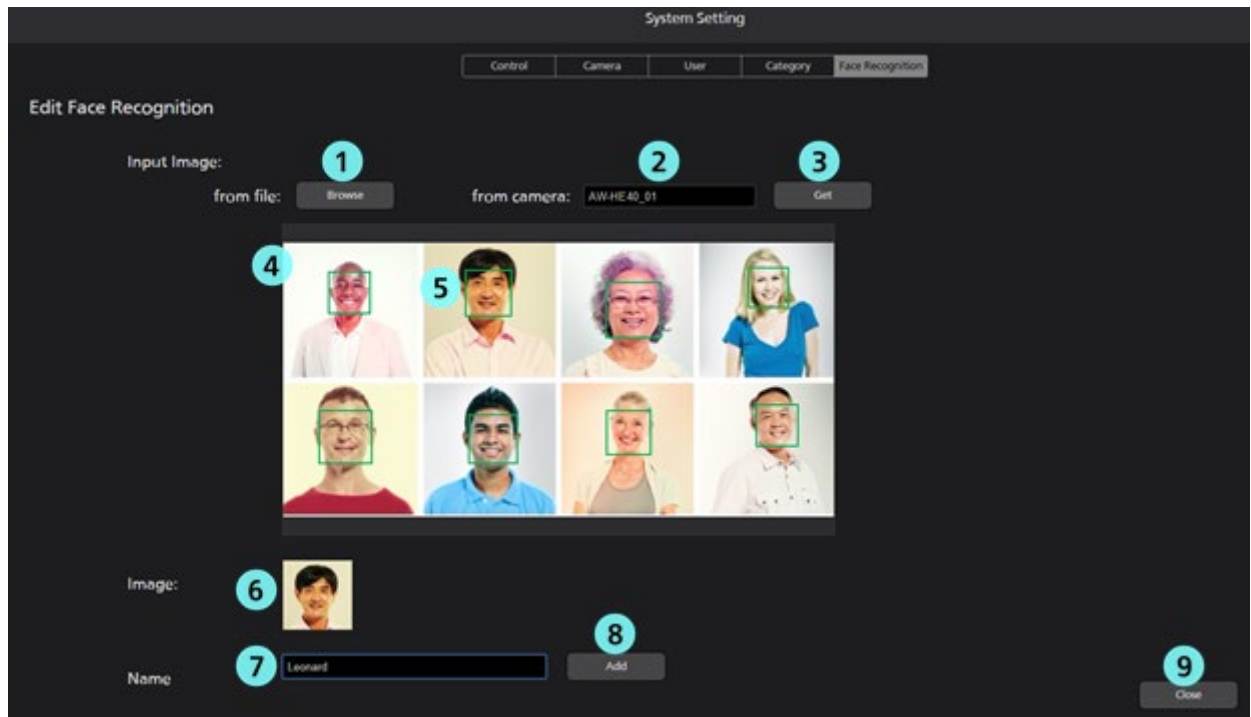 System Setting
Control Camera User Category Face Recognition
Edit Face Recognition
1 2 3
Input Image:
from file: Browse from camera: AW-HE40_01 Get
4
5
Image:
6
8
7 Leonard Add
Name
9
Close